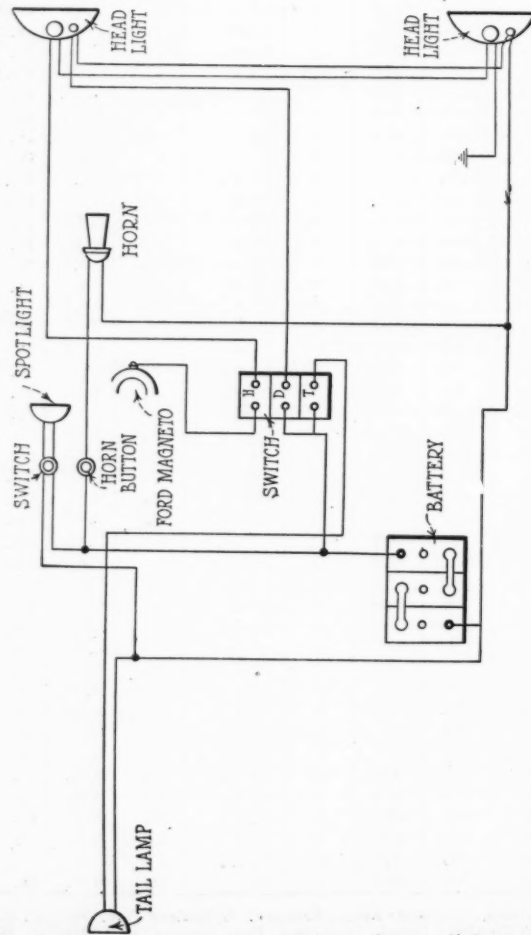 HEAD
LIGHT
HEAD
LIGHT
HORN
SPOTLIGHT
SWITCH
HORN
BUTTON
FORD MAGNETO
SWITCH
H
D
T
BATTERY
TAIL LAMP